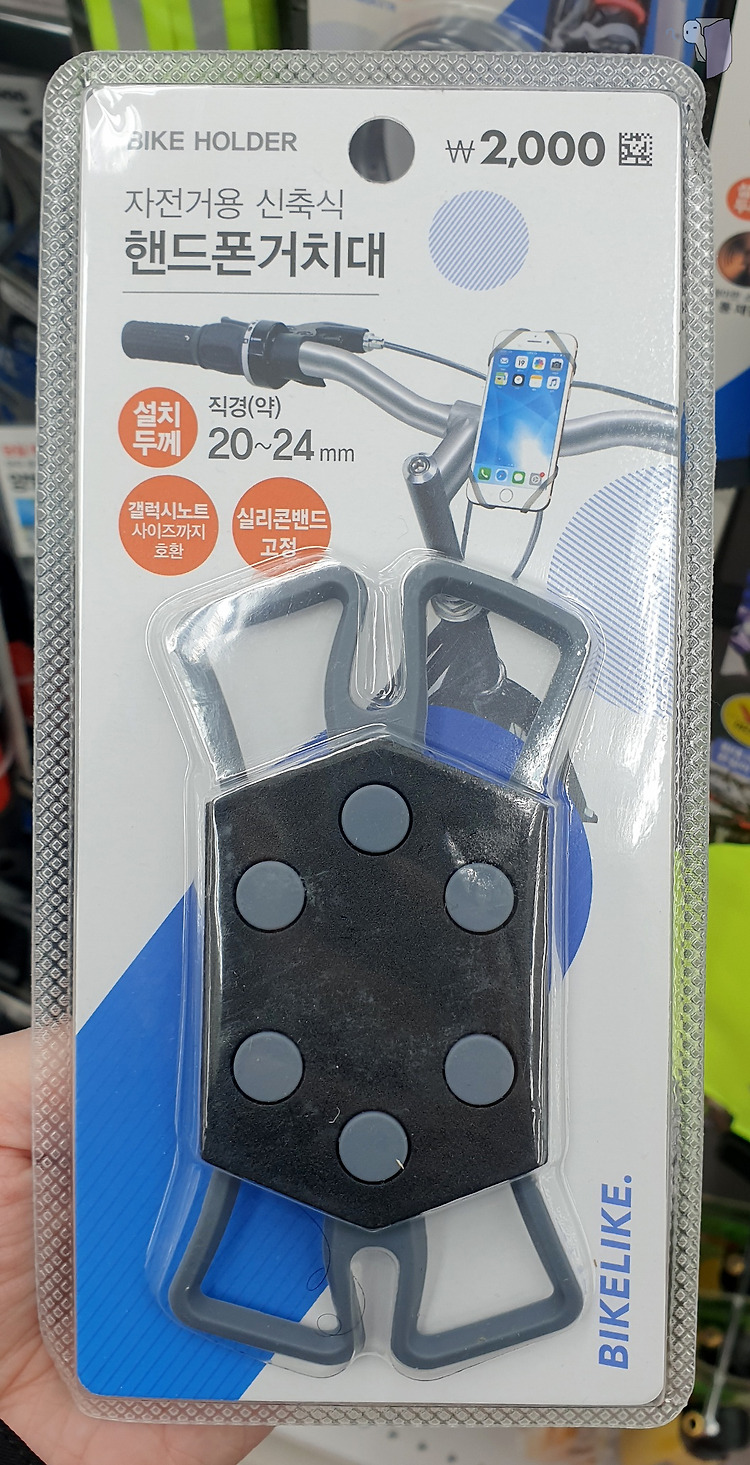 BIKE HOLDER
₩2,000
자전거용 신축식
핸드폰거치대
설치
두께
직경(약)
20~24mm
갤럭시노트
사이즈까지
호환
실리콘밴드
고정
BIKELIKE.